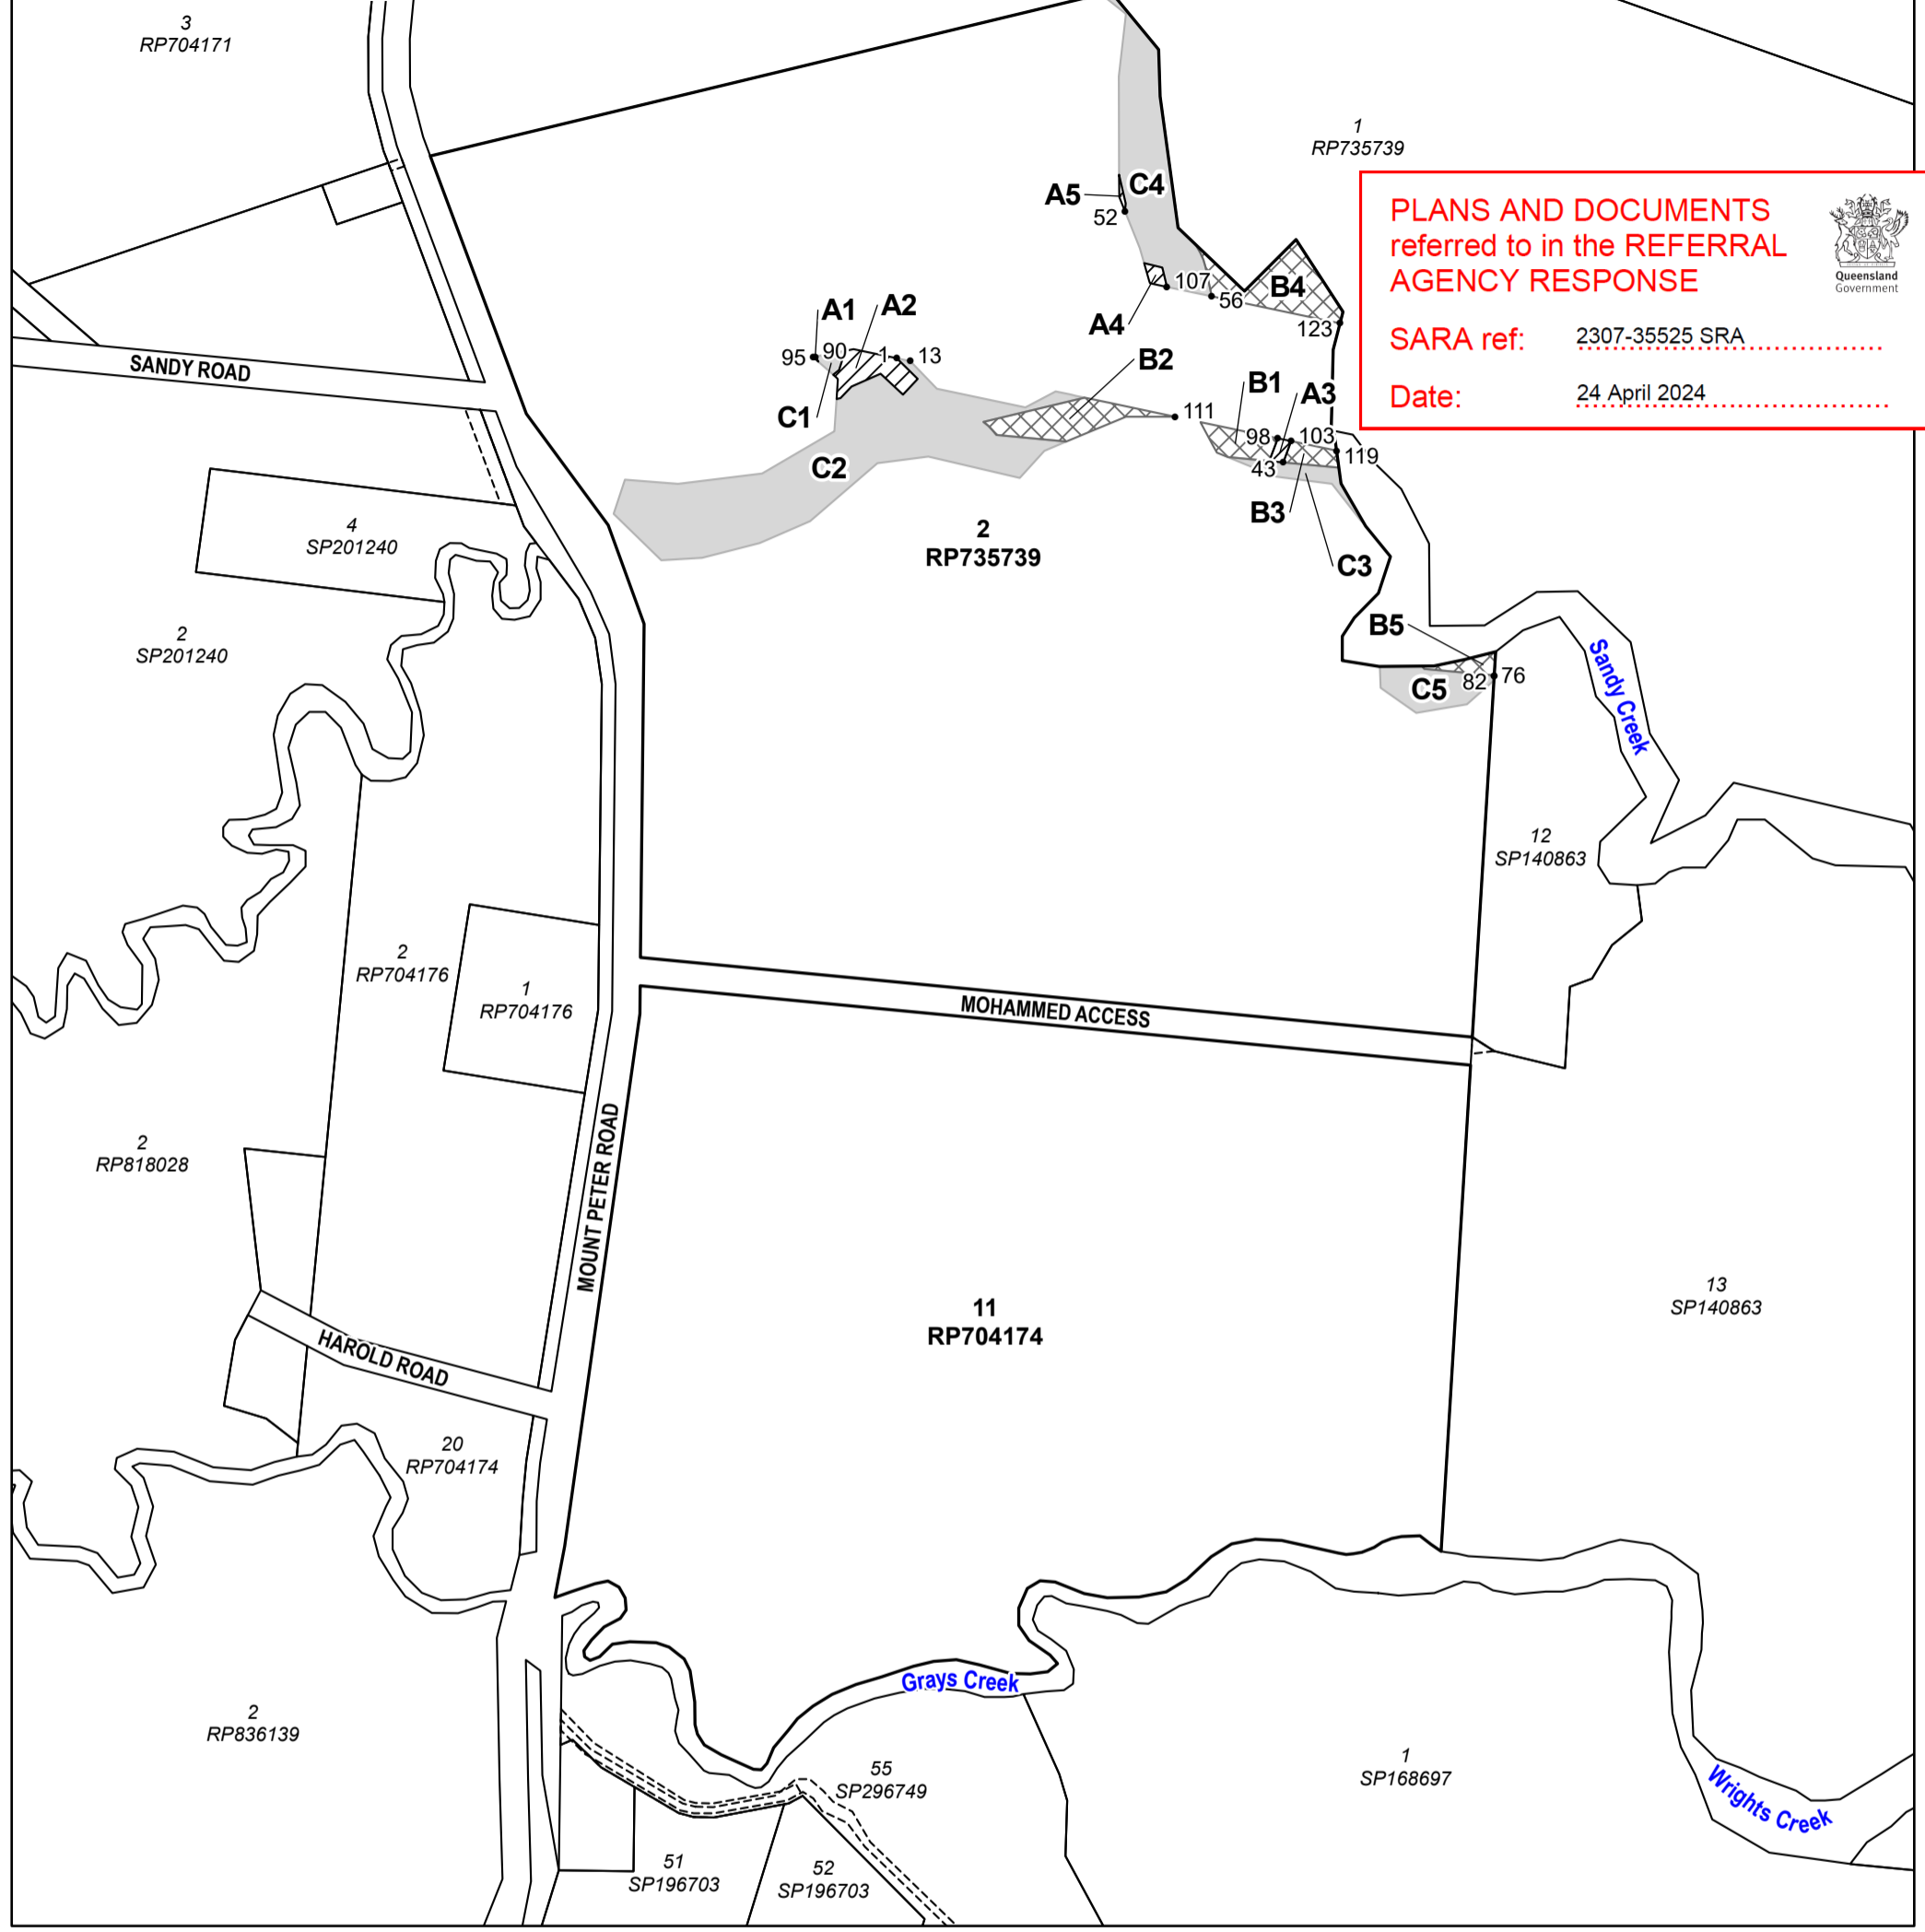 3
RP704171
1
RP735739
A5
C4
52
PLANS AND DOCUMENTS
referred to in the REFERRAL
AGENCY RESPONSE
Queensland
Government
SARA ref: 2307-35525 SRA
Date: 24 April 2024
107
56
B4
123
A4
A1
A2
95
90
1
13
C1
B2
111
B1
A3
98
103
119
43
B3
C3
C2
SANDY ROAD
4
SP201240
2
RP735739
2
SP201240
B5
82
76
C5
Sandy Creek
12
SP140863
2
RP704176
1
RP704176
MOHAMMED ACCESS
2
RP818028
MOUNT PETER ROAD
11
RP704174
13
SP140863
HAROLD ROAD
20
RP704174
Grays Creek
2
RP836139
55
SP296749
1
SP168697
Wrights Creek
51
SP196703
52
SP196703